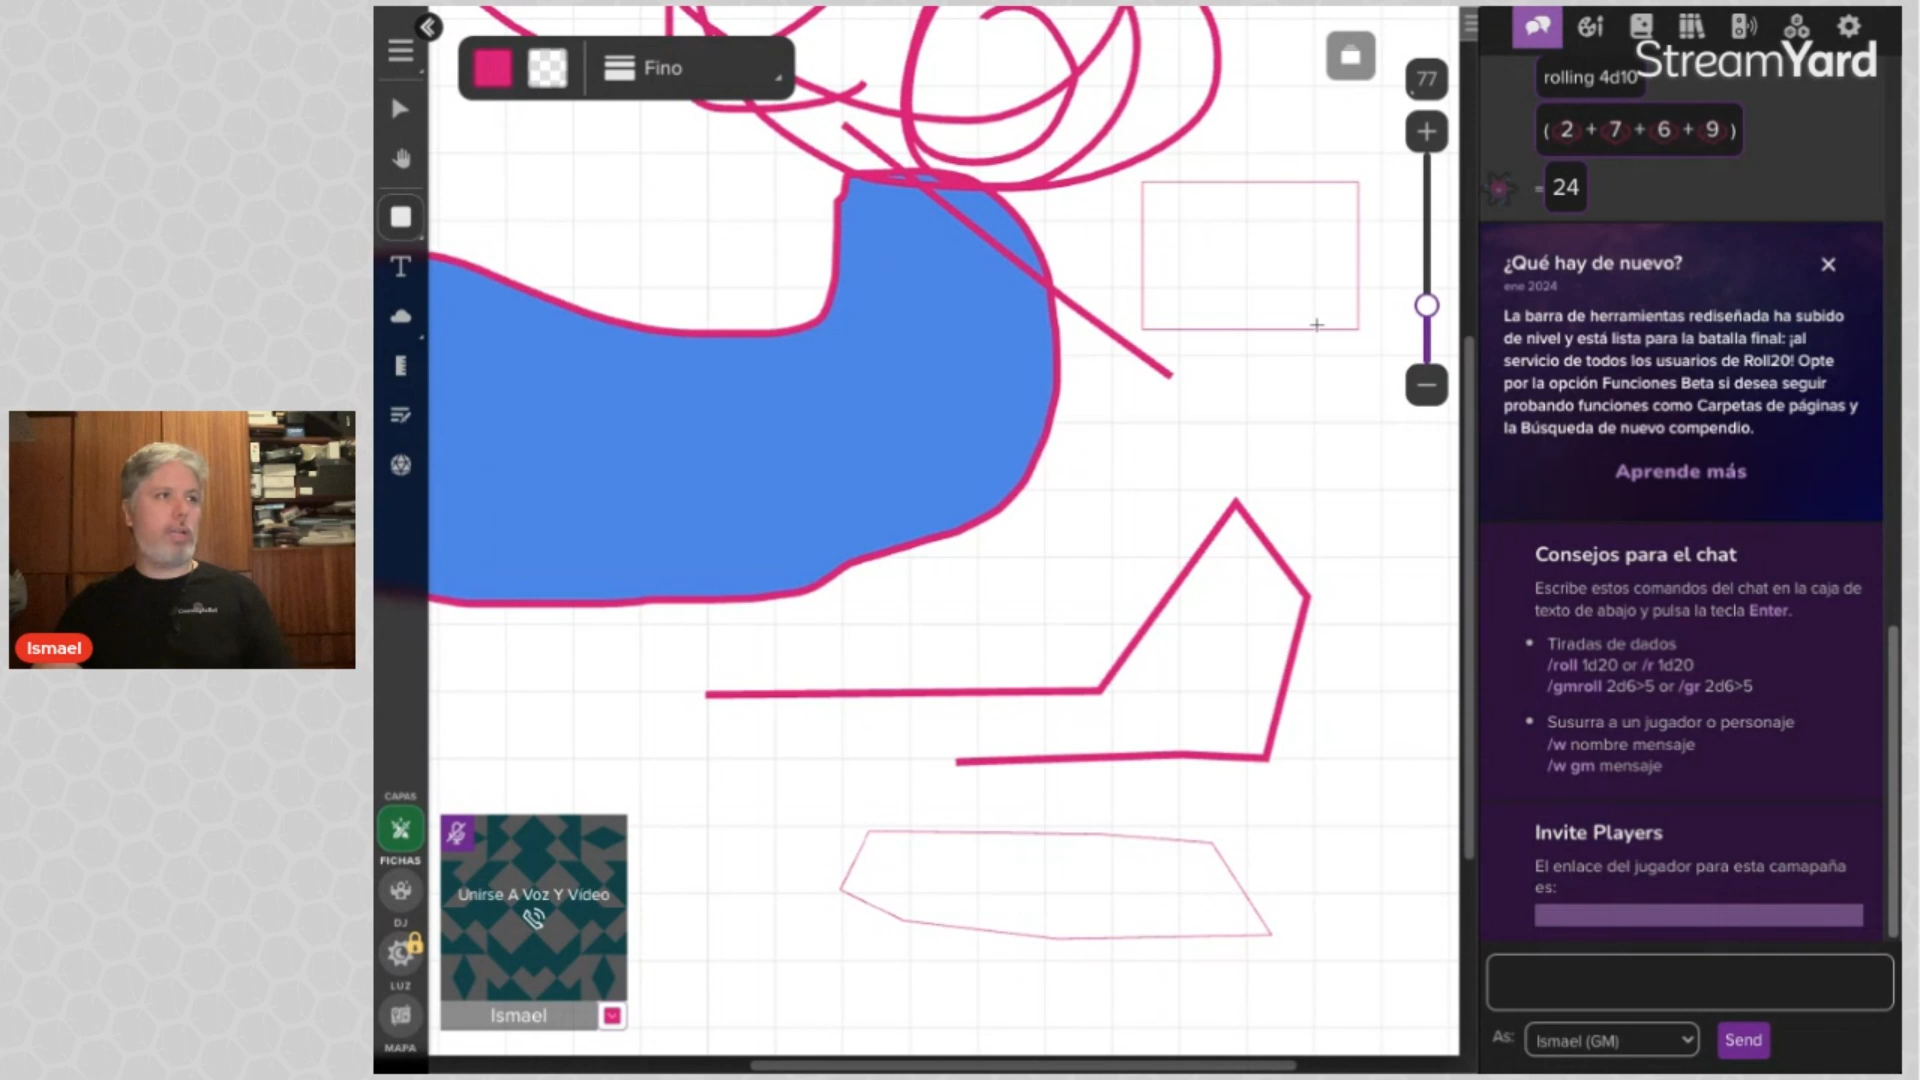 Fino
77
StreamYard
rolling 4d10
( 2 + 7 + 6 + 9 )
= 24
¿Qué hay de nuevo?
ene 2024
La barra de herramientas rediseñada ha subido
de nivel y está lista para la batalla final: ¡al
servicio de todos los usuarios de Roll20! Opte
por la opción Funciones Beta si desea seguir
probando funciones como Carpetas de páginas y
la Búsqueda de nuevo compendio.
Aprende más
Consejos para el chat
Escribe estos comandos del chat en la caja de
texto de abajo y pulsa la tecla Enter.
• Tiradas de dados
/roll 1d20 or /r 1d20
/gmroll 2d6>5 or /gr 2d6>5
• Susurra a un jugador o personaje
/w nombre mensaje
/w gm mensaje
Invite Players
El enlace del jugador para esta camapaña
es:
As: Ismael (GM) Send
Ismael
CAPAS
FICHAS
DJ
LUZ
MAPA
Unirse A Voz Y Vídeo
Ismael